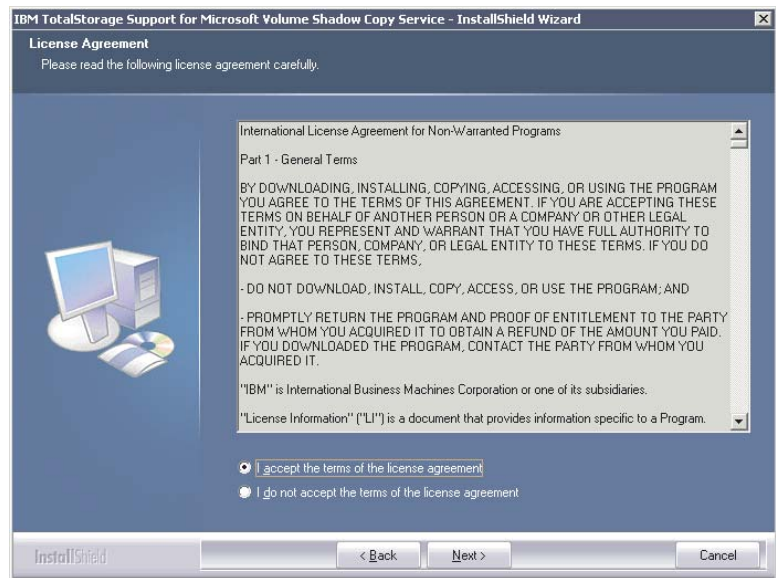 IBM TotalStorage Support for Microsoft Volume Shadow Copy Service - InstallShield Wizard
License Agreement
Please read the following license agreement carefully.
International License Agreement for Non-Warranted Programs
Part 1 - General Terms
BY DOWNLOADING, INSTALLING, COPYING, ACCESSING, OR USING THE PROGRAM
YOU AGREE TO THE TERMS OF THIS AGREEMENT. IF YOU ARE ACCEPTING THESE
TERMS ON BEHALF OF ANOTHER PERSON OR A COMPANY OR OTHER LEGAL
ENTITY, YOU REPRESENT AND WARRANT THAT YOU HAVE FULL AUTHORITY TO
BIND THAT PERSON, COMPANY, OR LEGAL ENTITY TO THESE TERMS. IF YOU DO
NOT AGREE TO THESE TERMS,
- DO NOT DOWNLOAD, INSTALL, COPY, ACCESS, OR USE THE PROGRAM; AND
- PROMPTLY RETURN THE PROGRAM AND PROOF OF ENTITLEMENT TO THE PARTY
FROM WHOM YOU ACQUIRED IT TO OBTAIN A REFUND OF THE AMOUNT YOU PAID.
IF YOU DOWNLOADED THE PROGRAM, CONTACT THE PARTY FROM WHOM YOU
ACQUIRED IT.
"IBM" is International Business Machines Corporation or one of its subsidiaries.
"License Information" ("LI") is a document that provides information specific to a Program.
I accept the terms of the license agreement
I do not accept the terms of the license agreement
InstallShield
< Back
Next >
Cancel